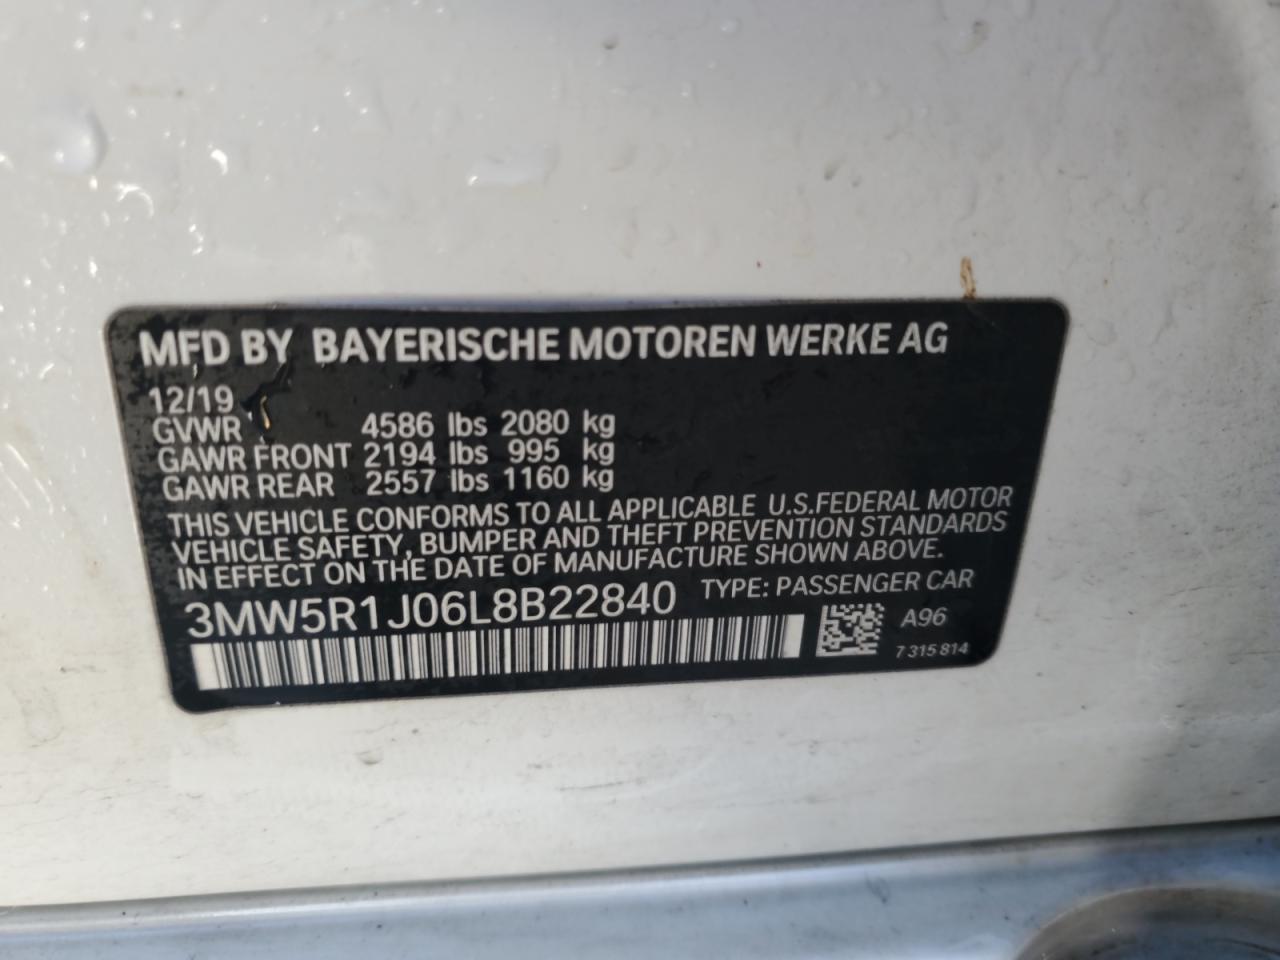 MFD BY BAYERISCHE MOTOREN WERKE AG
12/19
GVWR 4586 lbs 2080 kg
GAWR FRONT 2194 lbs 995 kg
GAWR REAR 2557 lbs 1160 kg
THIS VEHICLE CONFORMS TO ALL APPLICABLE U.S.FEDERAL MOTOR
VEHICLE SAFETY, BUMPER AND THEFT PREVENTION STANDARDS
IN EFFECT ON THE DATE OF MANUFACTURE SHOWN ABOVE.
3MW5R1J06L8B22840 TYPE: PASSENGER CAR
A96
7 315 814